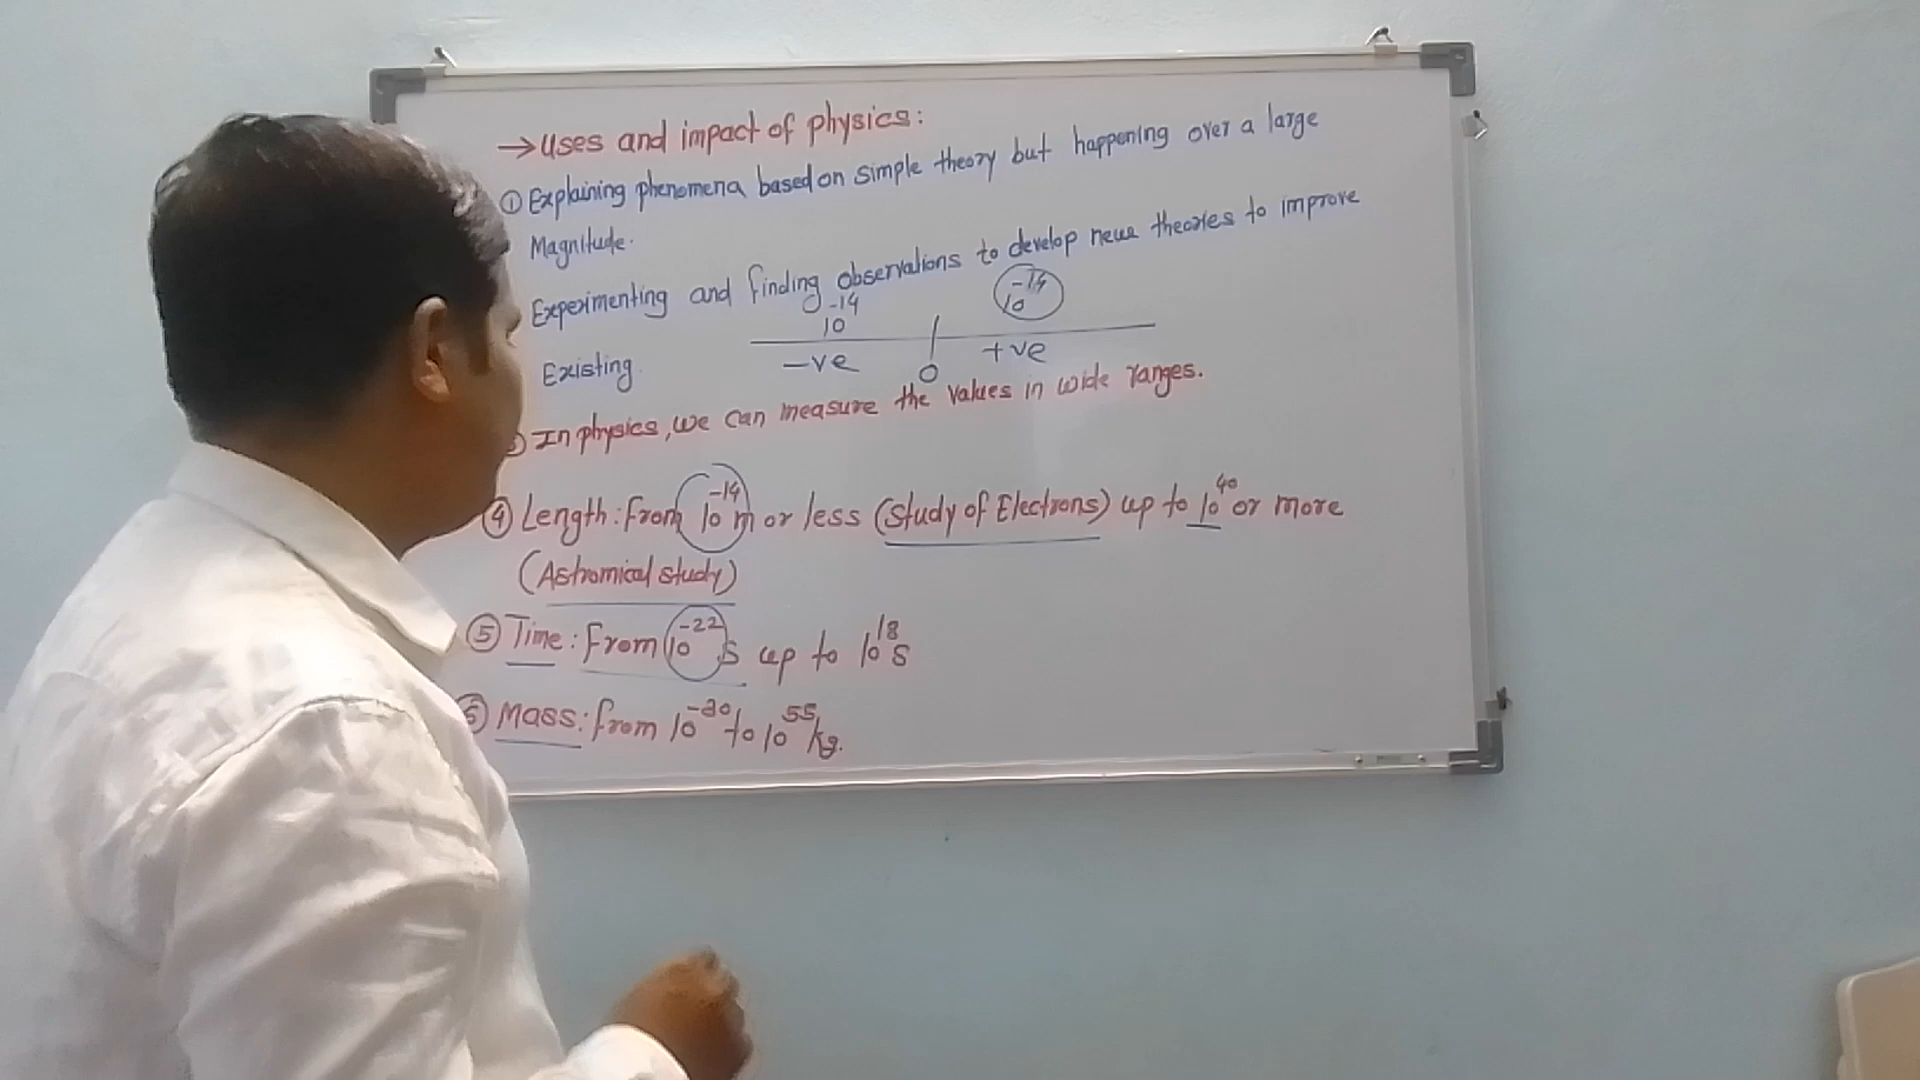 → Uses and impact of physics:
① Explaining phenomena based on simple theory but happening over a large
Magnitude.
Experimenting and finding observations to develop new theories to improve
10^-14 10^-14
-ve 0 +ve
Existing.
In physics, we can measure the values in wide ranges.
④ Length: from 10^-14 m or less (study of Electrons) up to 10^40 or more
(Astromical study)
⑤ Time: From 10^-22 s up to 10^18 s
⑥ Mass: from 10^-30 to 10^55 kg.